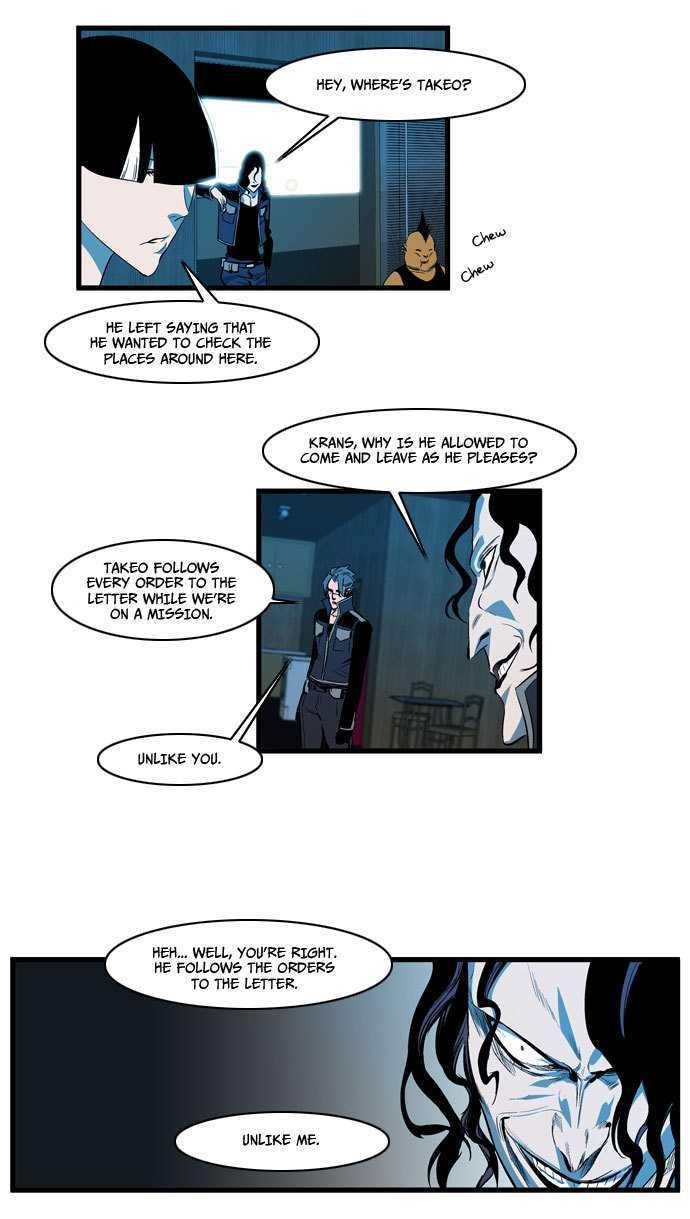 HEY, WHERE'S TAKEO?
Chew
Chew
HE LEFT SAYING THAT
HE WANTED TO CHECK THE
PLACES AROUND HERE.
KRANS, WHY IS HE ALLOWED TO
COME AND LEAVE AS HE PLEASES?
TAKEO FOLLOWS
EVERY ORDER TO THE
LETTER WHILE WE'RE
ON A MISSION.
UNLIKE YOU.
HEH... WELL, YOU'RE RIGHT.
HE FOLLOWS THE ORDERS
TO THE LETTER.
UNLIKE ME.